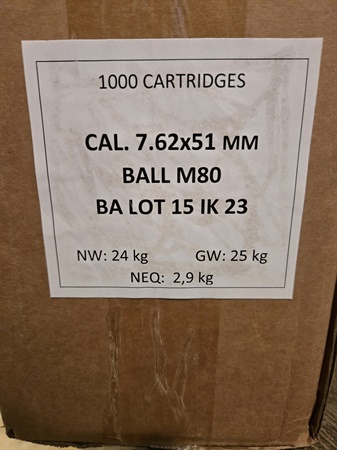 1000 CARTRIDGES
CAL. 7.62x51 MM
BALL M80
BA LOT 15 IK 23
NW: 24 kg GW: 25 kg
NEQ: 2,9 kg